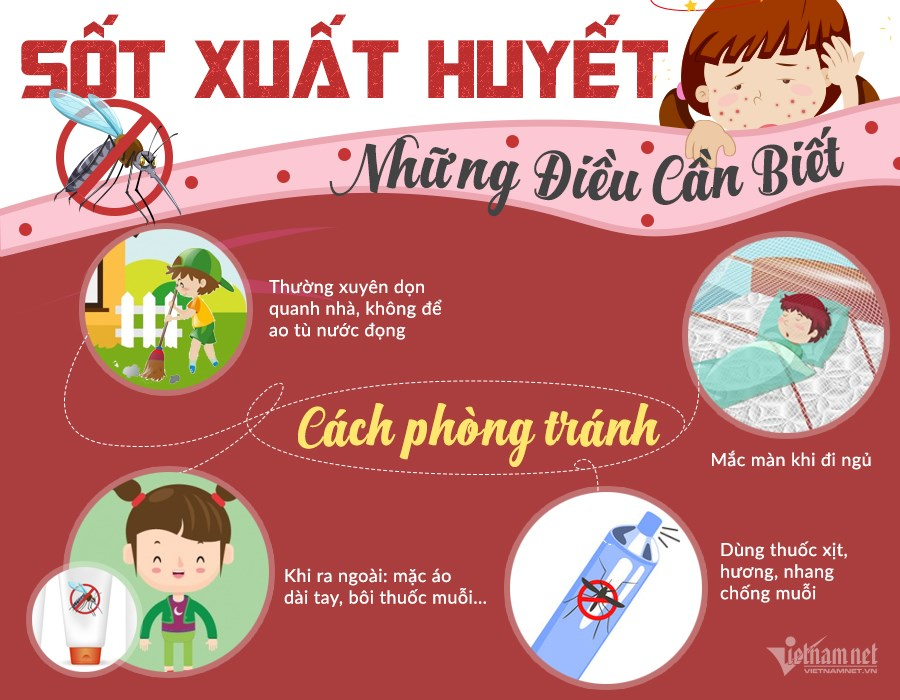 SỐT XUẤT HUYẾT
Những Điều Cần Biết
Thường xuyên dọn
quanh nhà, không để
ao tù nước đọng
Cách phòng tránh
Mắc màn khi đi ngủ
Khi ra ngoài: mặc áo
dài tay, bôi thuốc muỗi...
Dùng thuốc xịt,
hương, nhang
chống muỗi
Vietnamnet
VIETNAMNET.VN